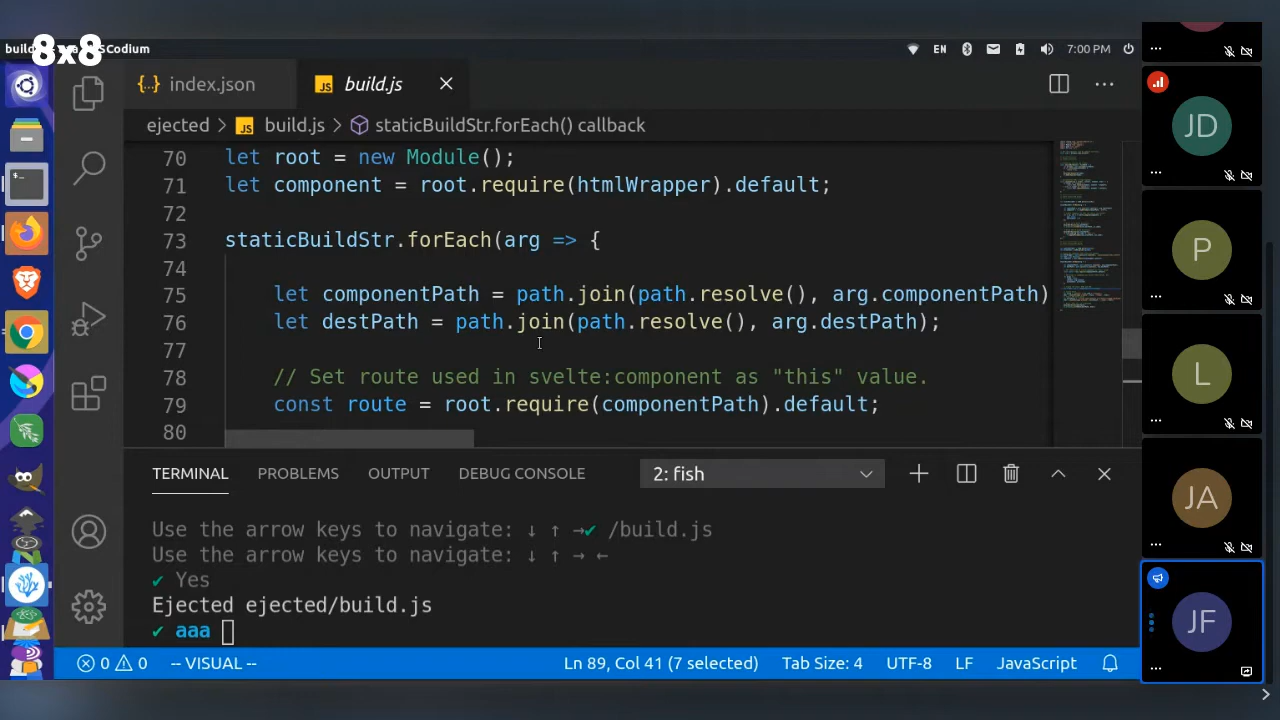 8x8
EN
7:00 PM
index.json
build.js
ejected > build.js > staticBuildStr.forEach() callback
70 let root = new Module();
71 let component = root.require(htmlWrapper).default;
72
73 staticBuildStr.forEach(arg => {
74
75 let componentPath = path.join(path.resolve(), arg.componentPath)
76 let destPath = path.join(path.resolve(), arg.destPath);
77
78 // Set route used in svelte:component as "this" value.
79 const route = root.require(componentPath).default;
80
TERMINAL PROBLEMS OUTPUT DEBUG CONSOLE 2: fish
Use the arrow keys to navigate: ↓ ↑ →✔ /build.js
Use the arrow keys to navigate: ↓ ↑ → ←
✔ Yes
Ejected ejected/build.js
✔ aaa
0 0 -- VISUAL -- Ln 89, Col 41 (7 selected) Tab Size: 4 UTF-8 LF JavaScript
JD
P
L
JA
JF